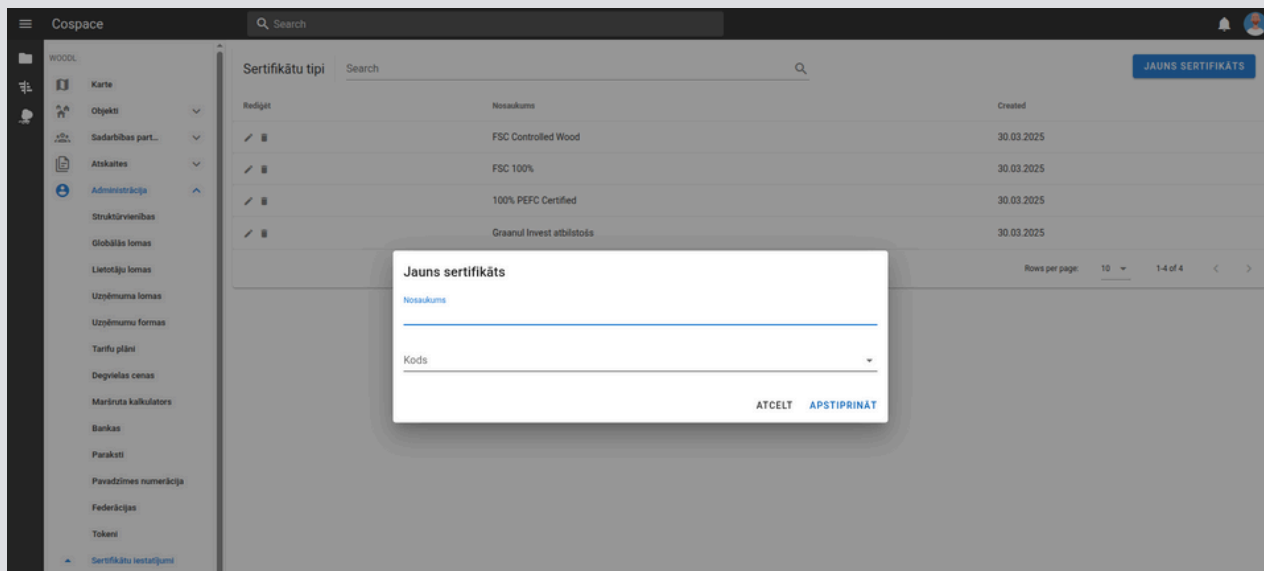 Cospace
Search
WOODL
Karte
Objekti
Sadarbības part...
Atskaites
Administrācija
Struktūrvienības
Globālās lomas
Lietotāju lomas
Uzņēmuma lomas
Uzņēmumu formas
Tarifu plāni
Degvielas cenas
Maršruta kalkulators
Bankas
Paraksti
Pavadzīmes numerācija
Federācijas
Tokeni
Sertifikātu iestatījumi
Sertifikātu tipi Search
JAUNS SERTIFIKĀTS
Rediģēt Nosaukums Created
FSC Controlled Wood 30.03.2025
FSC 100% 30.03.2025
100% PEFC Certified 30.03.2025
Graanul Invest atbilstošs 30.03.2025
Rows per page: 10 1-4 of 4
Jauns sertifikāts
Nosaukums
Kods
ATCELT APSTIPRINĀT